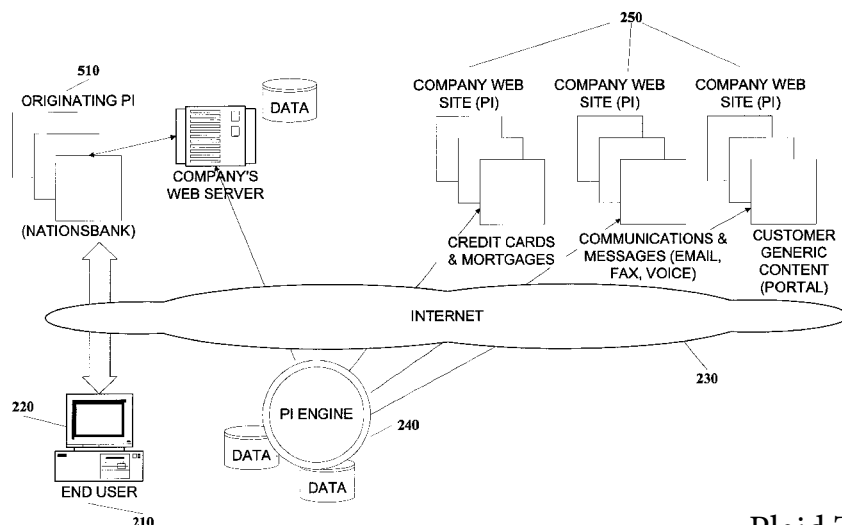 250
510
ORIGINATING PI
DATA
COMPANY WEB
SITE (PI)
COMPANY WEB
SITE (PI)
COMPANY WEB
SITE (PI)
COMPANY'S
WEB SERVER
(NATIONSBANK)
CREDIT CARDS
& MORTGAGES
COMMUNICATIONS &
MESSAGES (EMAIL,
FAX, VOICE)
CUSTOMER
GENERIC
CONTENT
(PORTAL)
INTERNET
230
220
PI ENGINE
240
DATA
DATA
END USER
210